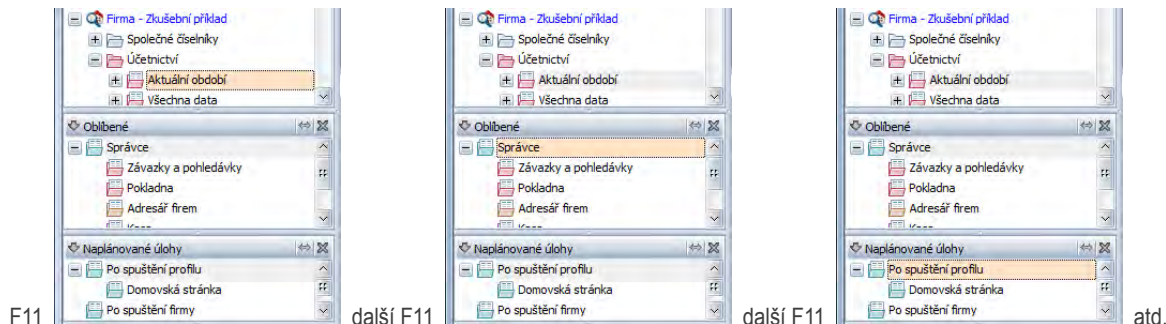 Firma - Zkušební příklad
Společné číselníky
Účetnictví
Aktuální období
Všechna data
Oblíbené
Správce
Závazky a pohledávky
Pokladna
Adresář firem
Naplánované úlohy
Po spuštění profilu
Domovská stránka
Po spuštění firmy
F11
Firma - Zkušební příklad
Společné číselníky
Účetnictví
Aktuální období
Všechna data
Oblíbené
Správce
Závazky a pohledávky
Pokladna
Adresář firem
Naplánované úlohy
Po spuštění profilu
Domovská stránka
Po spuštění firmy
další F11
Firma - Zkušební příklad
Společné číselníky
Účetnictví
Aktuální období
Všechna data
Oblíbené
Správce
Závazky a pohledávky
Pokladna
Adresář firem
Naplánované úlohy
Po spuštění profilu
Domovská stránka
Po spuštění firmy
další F11
atd.